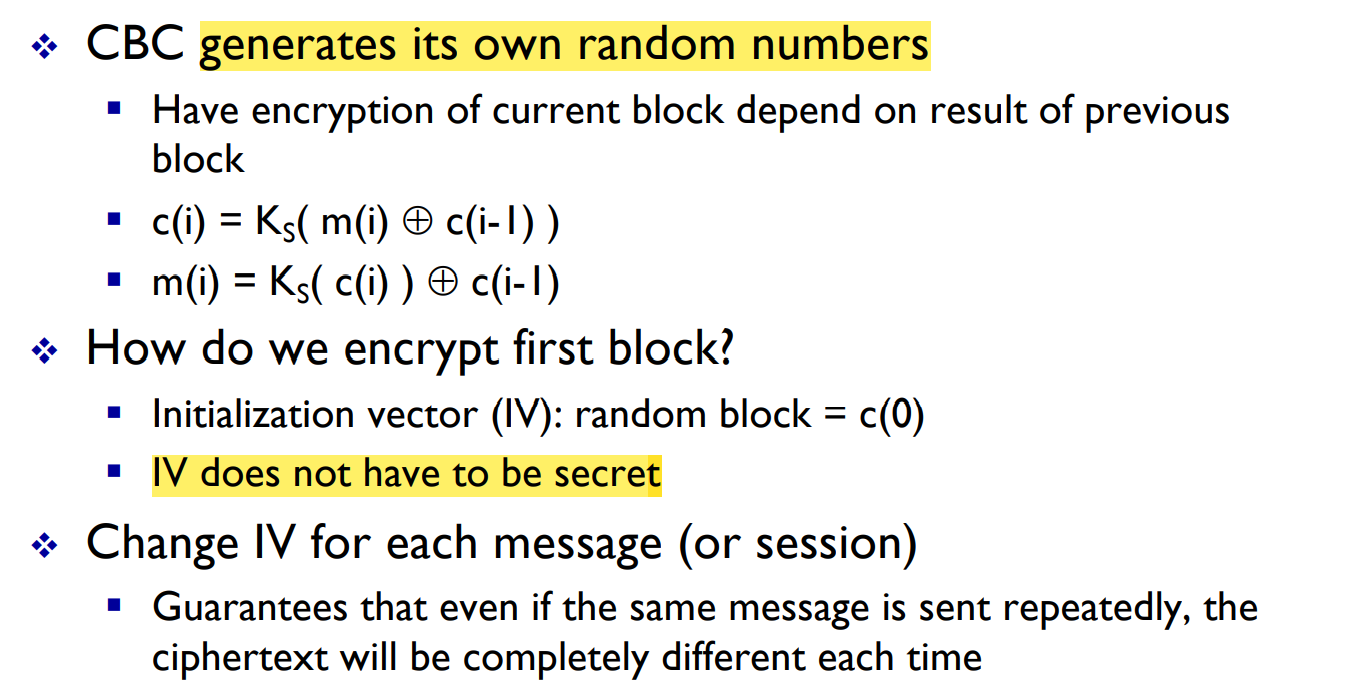 ❖ CBC generates its own random numbers
▪ Have encryption of current block depend on result of previous
block
▪ c(i) = K_S( m(i) ⊕ c(i-1) )
▪ m(i) = K_S( c(i) ) ⊕ c(i-1)
❖ How do we encrypt first block?
▪ Initialization vector (IV): random block = c(0)
▪ IV does not have to be secret
❖ Change IV for each message (or session)
▪ Guarantees that even if the same message is sent repeatedly, the
ciphertext will be completely different each time